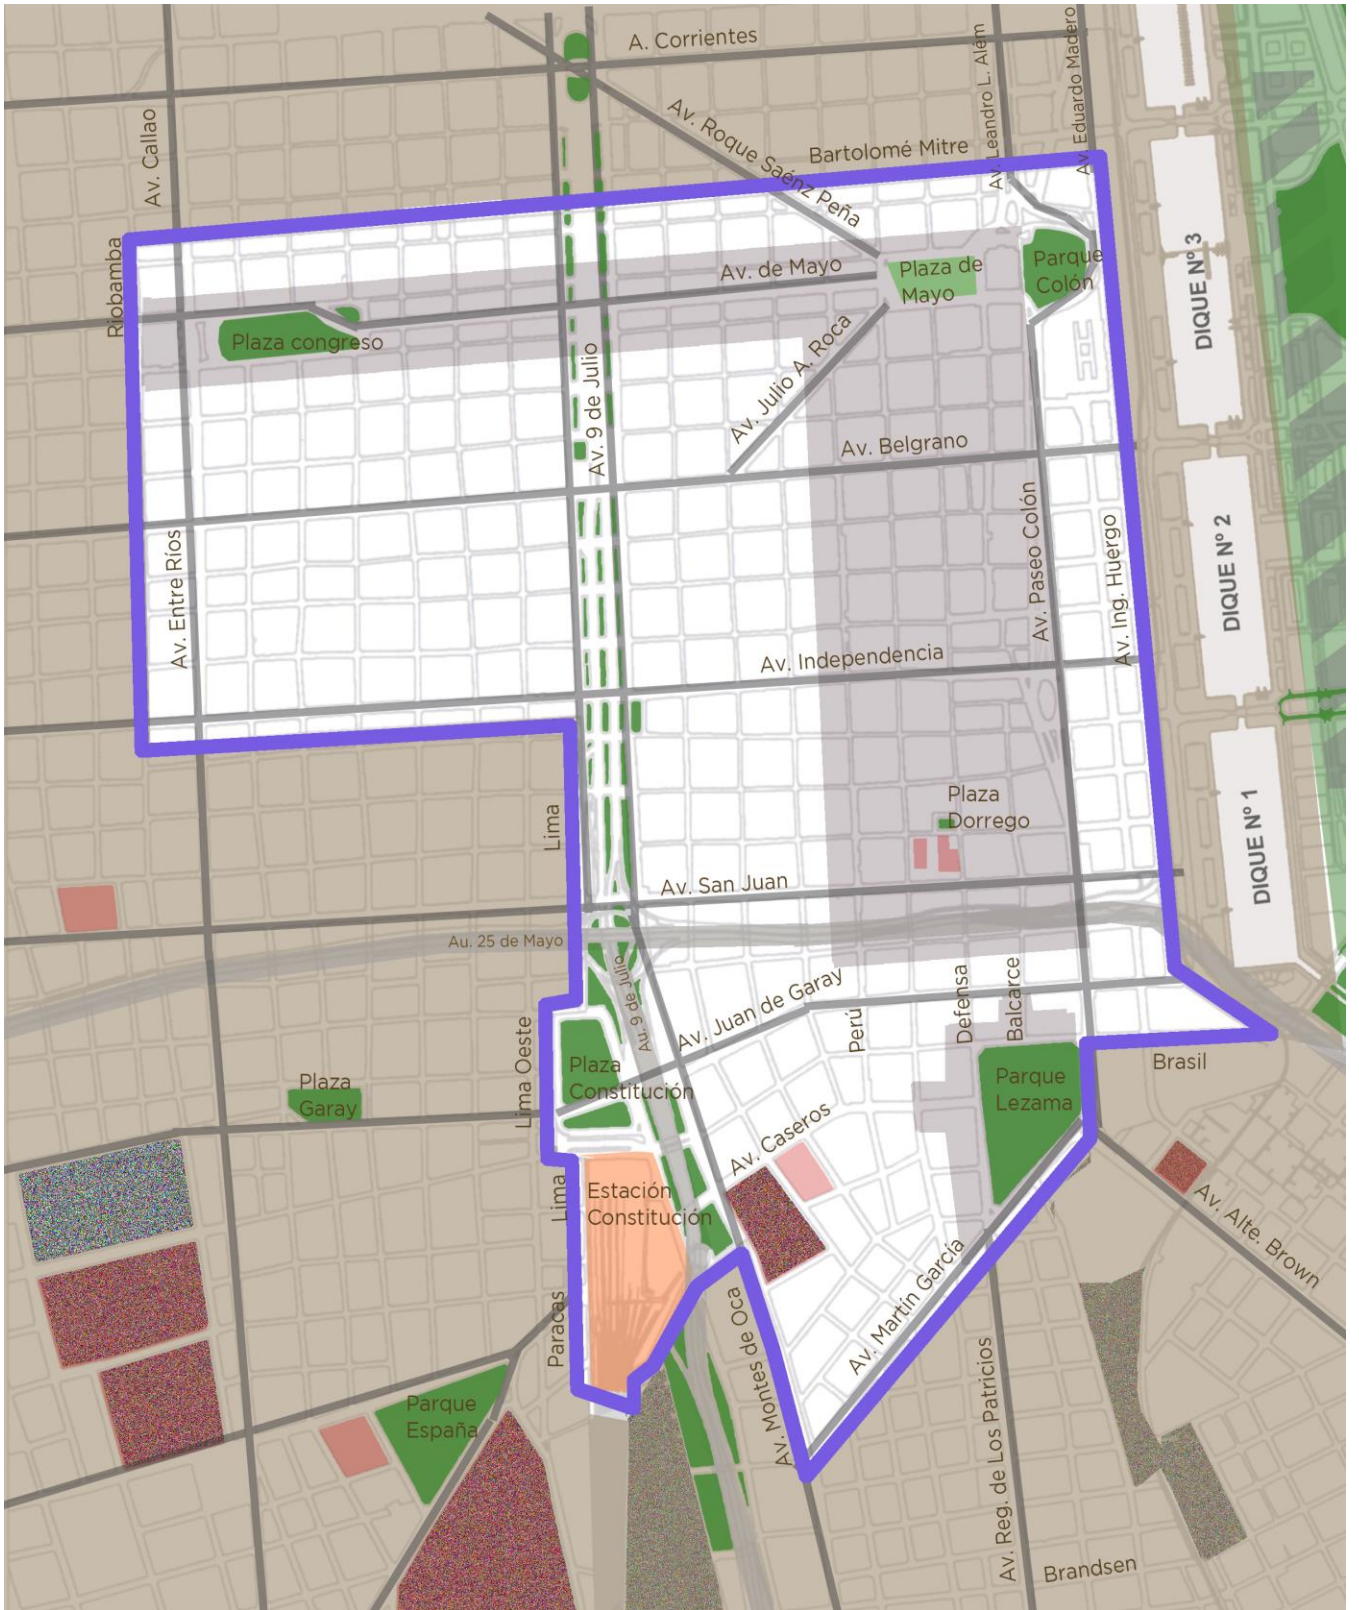 A. Corrientes
Av. Callao
Av. Roque Saénz Peña
Av. Leandro L. Além
Av. Eduardo Madero
Bartolomé Mitre
Riobamba
Av. de Mayo
Plaza de
Mayo
Parque
Colón
DIQUE Nº 3
Plaza congreso
Av. 9 de Julio
Av. Julio A. Roca
Av. Belgrano
Av. Entre Ríos
Av. Paseo Colón
Av. Ing. Huergo
DIQUE Nº 2
Av. Independencia
Lima
Plaza
Dorrego
DIQUE Nº 1
Av. San Juan
Au. 25 de Mayo
Au. 9 de Julio
Av. Juan de Garay
Perú
Defensa
Balcarce
Lima Oeste
Plaza
Constitución
Plaza
Garay
Parque
Lezama
Brasil
Av. Caseros
Lima
Estación
Constitución
Av. Alte. Brown
Paracas
Av. Montes de Oca
Av. Martín García
Av. Reg. de Los Patricios
Parque
España
Brandsen